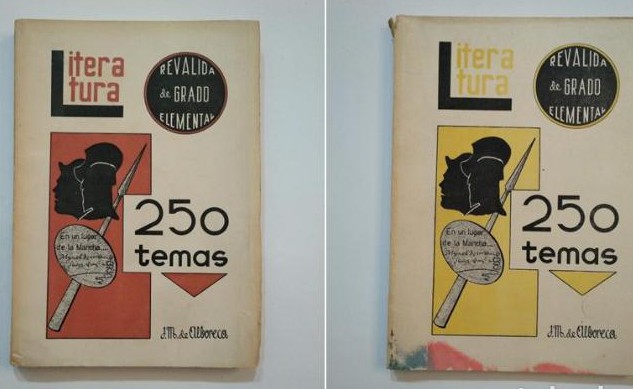 Litera
tura
REVALIDA
de GRADO
ELEMENTAL
En un lugar
de la Mancha...
250
temas
J. M. de Alboreca
Litera
tura
REVALIDA
de GRADO
ELEMENTAL
En un lugar
de la Mancha...
250
temas
J. M. de Alboreca